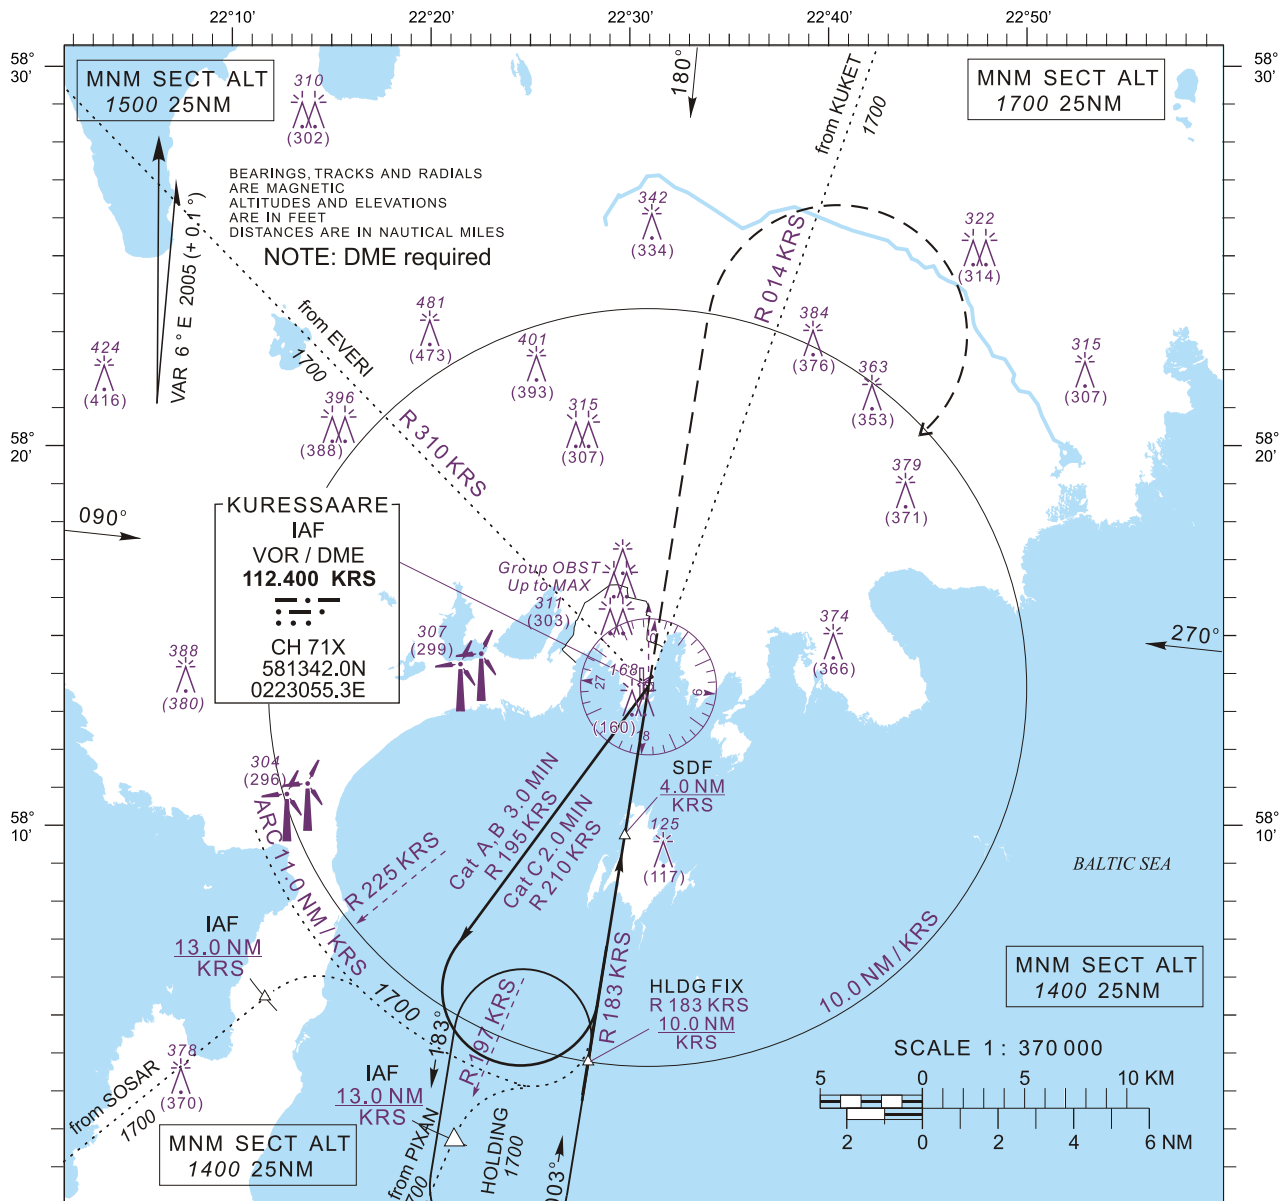 22°10’ 22°20’ 22°30’ 22°40’ 22°50’
58°
30’
58°
30’
MNM SECT ALT
1500 25NM
310
(302)
180°
from KUKET
1700
MNM SECT ALT
1700 25NM
BEARINGS, TRACKS AND RADIALS
ARE MAGNETIC
ALTITUDES AND ELEVATIONS
ARE IN FEET
DISTANCES ARE IN NAUTICAL MILES
NOTE: DME required
VAR 6° E 2005 (+ 0.1°)
342
(334)
R 014 KRS
322
(314)
481
(473)
from EVERI
1700
401
(393)
384
(376)
363
(353)
315
(307)
424
(416)
396
(388)
R 310 KRS
315
(307)
58°
20’
58°
20’
379
(371)
090°
KURESSAARE
IAF
VOR / DME
112.400 KRS
CH 71X
581342.0N
0223055.3E
Group OBST
Up to MAX
311
(303)
307
(299)
374
(366)
270°
388
(380)
27
168
9
(160)
18
304
(296)
SDF
4.0 NM
KRS
58°
10’
58°
10’
125
(117)
ARC 11.0 NM / KRS
R 225 KRS
Cat A,B 3.0 MIN
R 195 KRS
Cat C 2.0 MIN
R 210 KRS
BALTIC SEA
IAF
13.0 NM
KRS
1700
183°
R 197 KRS
R 183 KRS
HLDG FIX
R 183 KRS
10.0 NM
KRS
10.0 NM / KRS
MNM SECT ALT
1400 25NM
378
(370)
from SOSAR
1700
IAF
13.0 NM
KRS
from PIXAN
1700
HOLDING
1700
003°
MNM SECT ALT
1400 25NM
SCALE 1 : 370 000
5 0 5 10 KM
2 0 2 4 6 NM